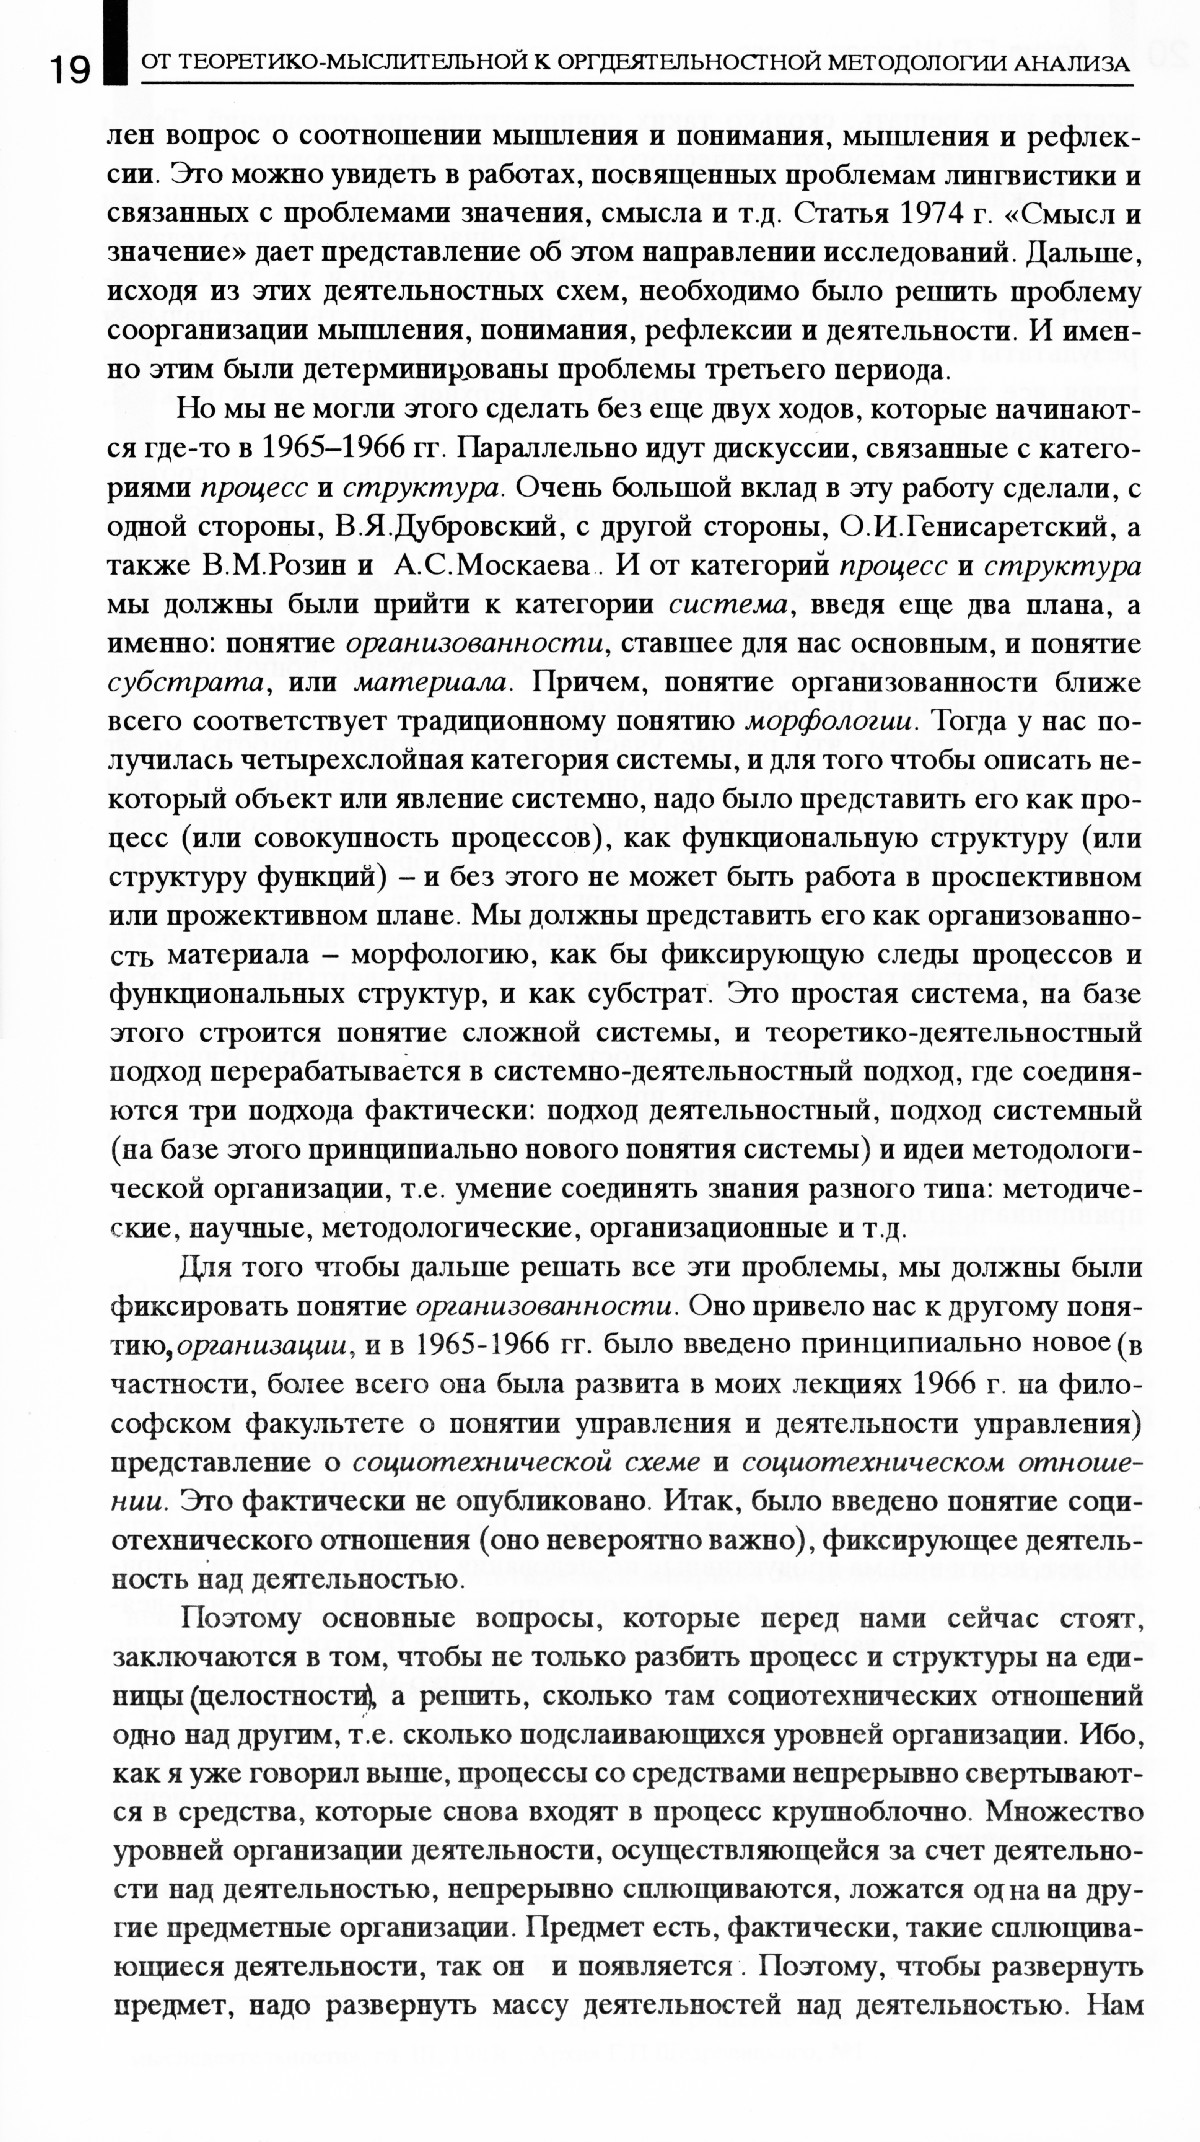 19
ОТ ТЕОРЕТИКО-МЫСЛИТЕЛЬНОЙ К ОРГДЕЯТЕЛЬНОСТНОЙ МЕТОДОЛОГИИ АНАЛИЗА
лен вопрос о соотношении мышления и понимания, мышления и рефлек-
сии. Это можно увидеть в работах, посвященных проблемам лингвистики и
связанных с проблемами значения, смысла и т.д. Статья 1974 г. «Смысл и
значение» дает представление об этом направлении исследований. Дальше,
исходя из этих деятельностных схем, необходимо было решить проблему
соорганизации мышления, понимания, рефлексии и деятельности. И имен-
но этим были детерминированы проблемы третьего периода.
Но мы не могли этого сделать без еще двух ходов, которые начинают-
ся где-то в 1965–1966 гг. Параллельно идут дискуссии, связанные с катего-
риями процесс и структура. Очень большой вклад в эту работу сделали, с
одной стороны, В.Я.Дубровский, с другой стороны, О.И.Генисаретский, а
также В.М.Розин и А.С.Москаева. И от категорий процесс и структура
мы должны были прийти к категории система, введя еще два плана, а
именно: понятие организованности, ставшее для нас основным, и понятие
субстрата, или материала. Причем, понятие организованности ближе
всего соответствует традиционному понятию морфологии. Тогда у нас по-
лучилась четырехслойная категория системы, и для того чтобы описать не-
который объект или явление системно, надо было представить его как про-
цесс (или совокупность процессов), как функциональную структуру (или
структуру функций) – и без этого не может быть работа в проспективном
или прожективном плане. Мы должны представить его как организованно-
сть материала – морфологию, как бы фиксирующую следы процессов и
функциональных структур, и как субстрат. Это простая система, на базе
этого строится понятие сложной системы, и теоретико-деятельностный
подход перерабатывается в системно-деятельностный подход, где соединя-
ются три подхода фактически: подход деятельностный, подход системный
(на базе этого принципиально нового понятия системы) и идеи методологи-
ческой организации, т.е. умение соединять знания разного типа: методиче-
ские, научные, методологические, организационные и т.д.
Для того чтобы дальше решать все эти проблемы, мы должны были
фиксировать понятие организованности. Оно привело нас к другому поня-
тию, организации, и в 1965-1966 гг. было введено принципиально новое (в
частности, более всего она была развита в моих лекциях 1966 г. на фило-
софском факультете о понятии управления и деятельности управления)
представление о социотехнической схеме и социотехническом отноше-
нии. Это фактически не опубликовано. Итак, было введено понятие соци-
отехнического отношения (оно невероятно важно), фиксирующее деятель-
ность над деятельностью.
Поэтому основные вопросы, которые перед нами сейчас стоят,
заключаются в том, чтобы не только разбить процесс и структуры на еди-
ницы (целостности), а решить, сколько там социотехнических отношений
одно над другим, т.е. сколько подслаивающихся уровней организации. Ибо,
как я уже говорил выше, процессы со средствами непрерывно свертывают-
ся в средства, которые снова входят в процесс крупноблочно. Множество
уровней организации деятельности, осуществляющейся за счет деятельно-
сти над деятельностью, непрерывно сплющиваются, ложатся одна на дру-
гие предметные организации. Предмет есть, фактически, такие сплющива-
ющиеся деятельности, так он и появляется. Поэтому, чтобы развернуть
предмет, надо развернуть массу деятельностей над деятельностью. Нам